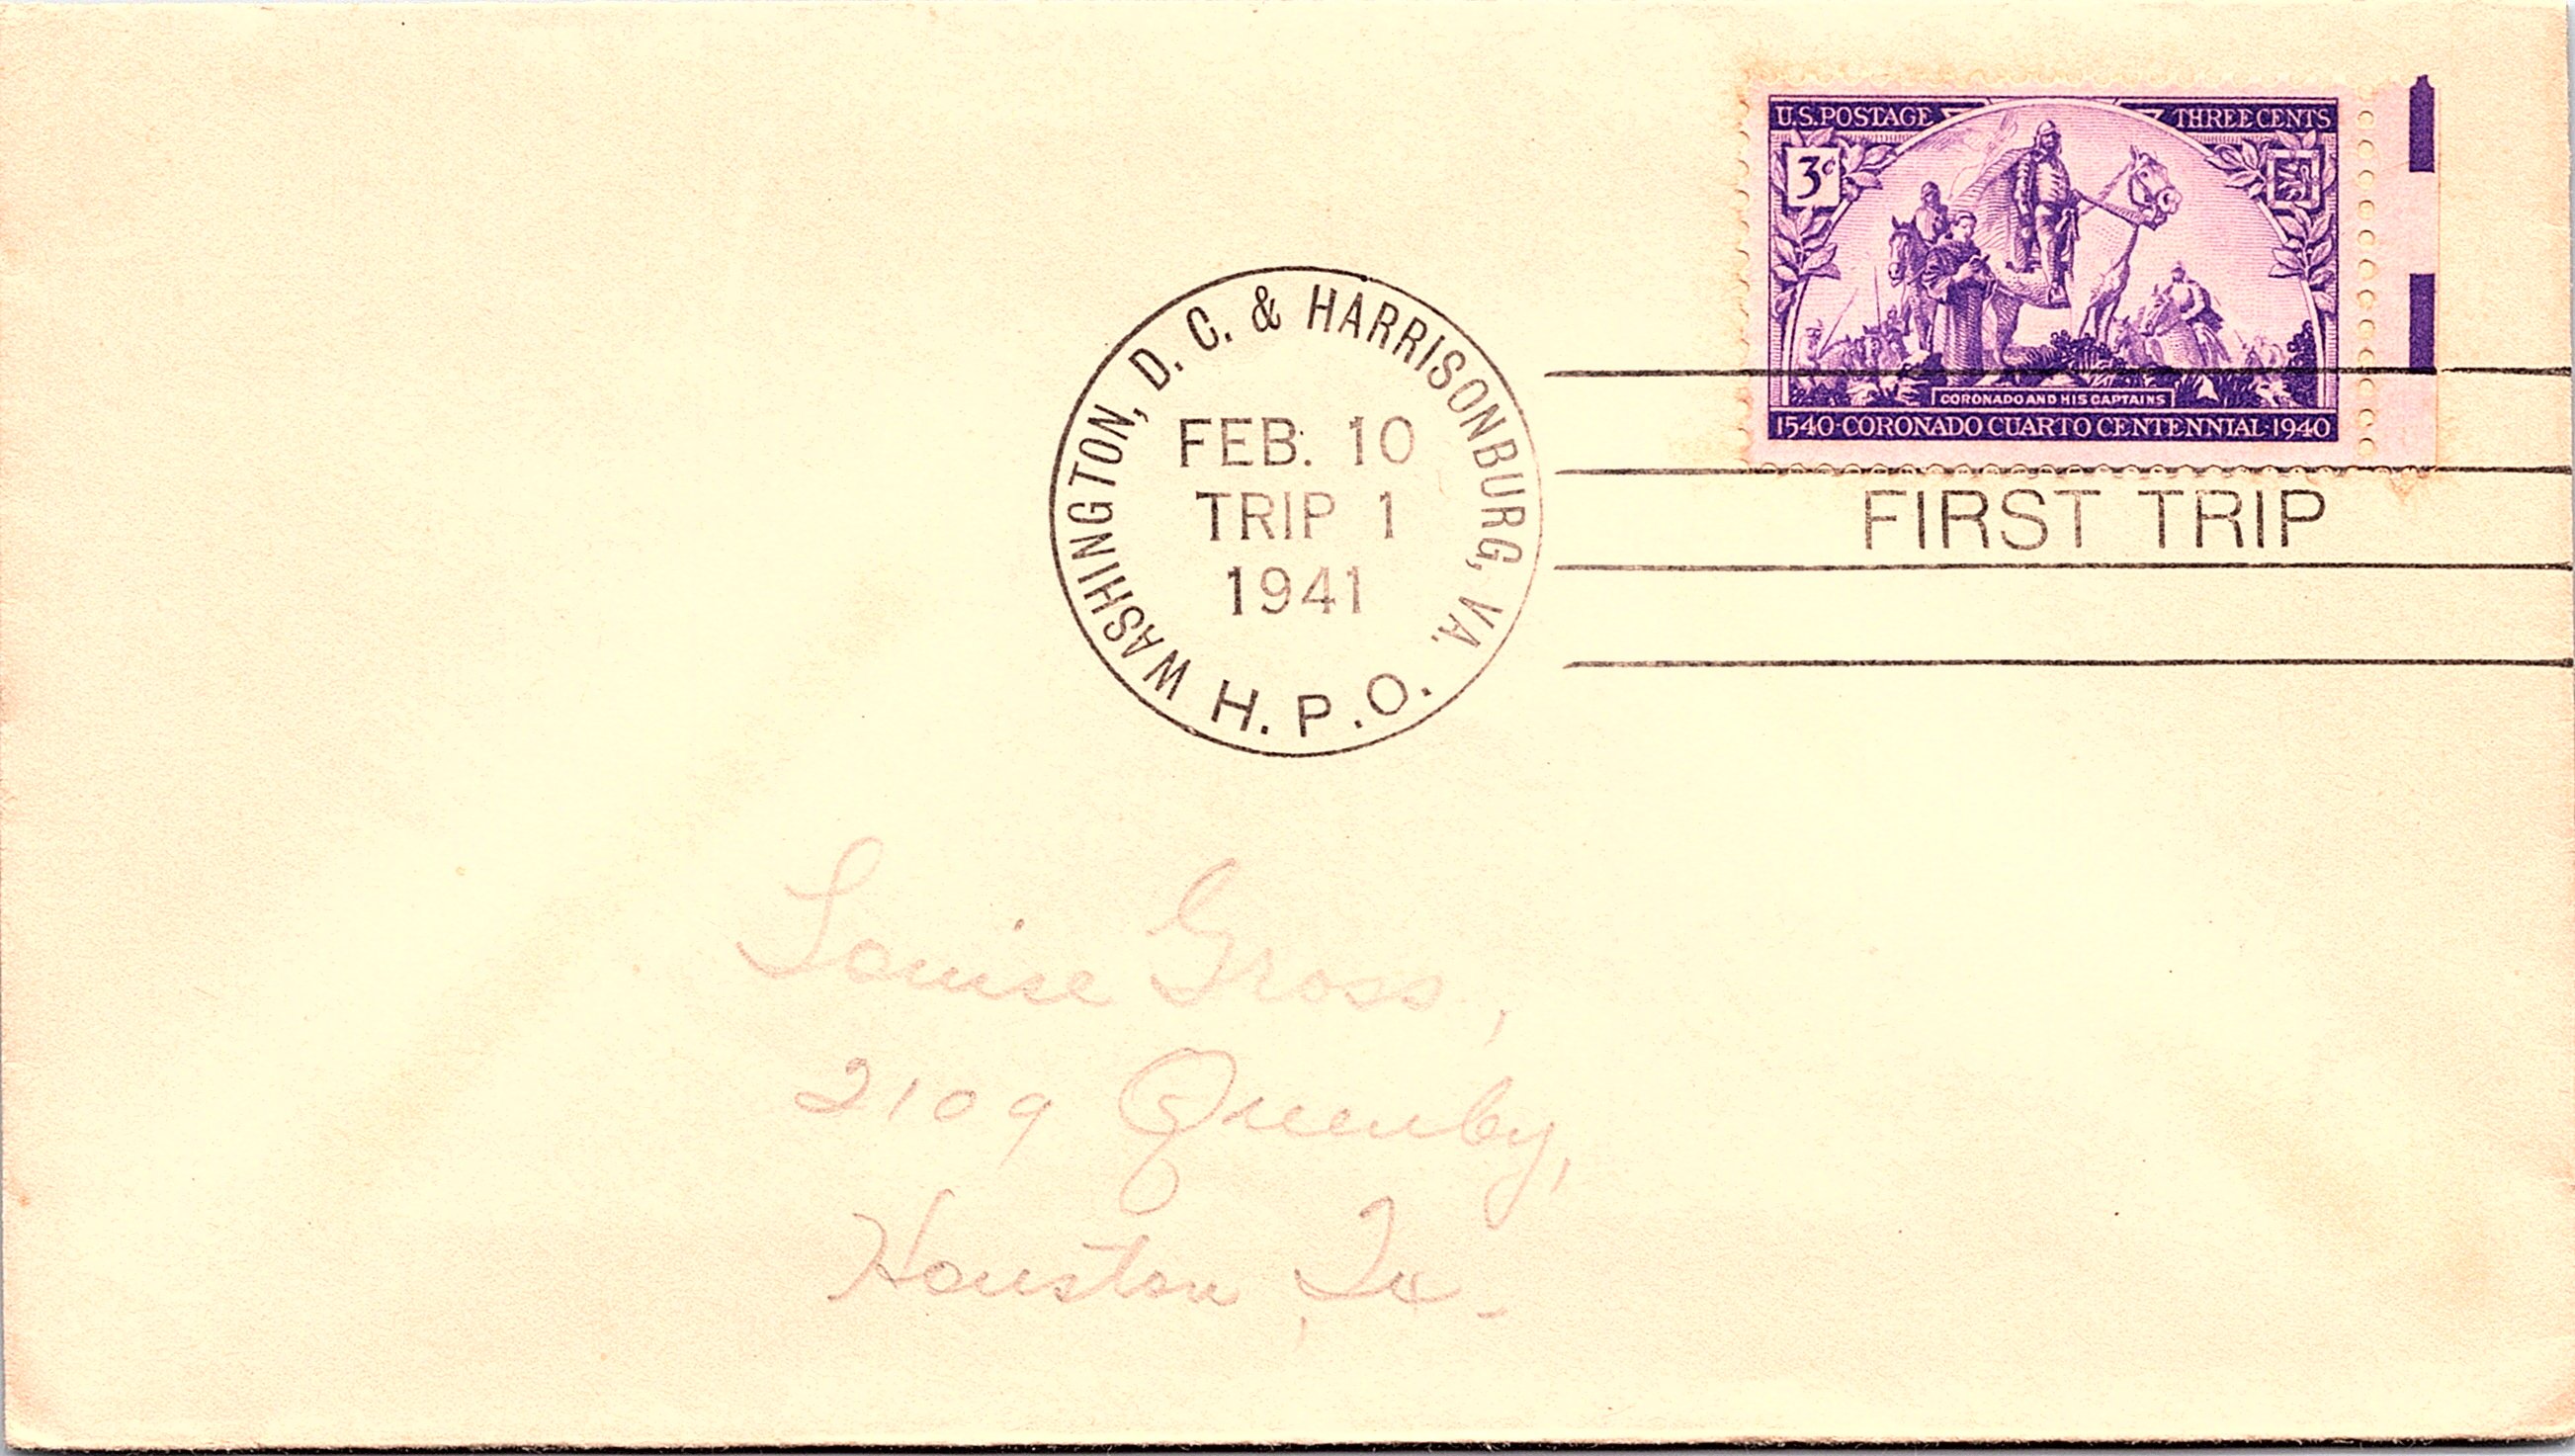 U.S. POSTAGE THREE CENTS
3¢
CORONADO AND HIS CAPTAINS
1540·CORONADO CUARTO CENTENNIAL·1940
WASHINGTON, D. C. & HARRISONBURG, VA.
FEB. 10
TRIP 1
1941
H. P. O.
FIRST TRIP
Louise Gross,
2109 Quenby,
Houston, Tx.